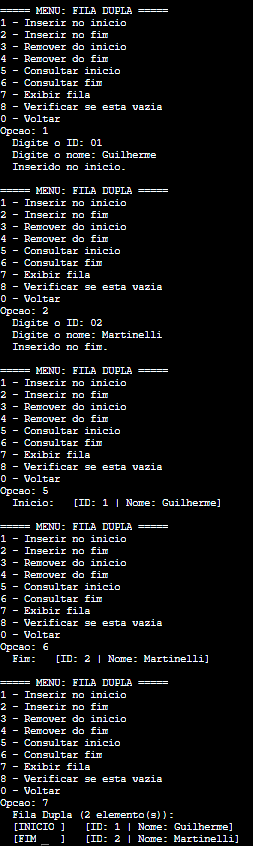 ===== MENU: FILA DUPLA =====
1 - Inserir no inicio
2 - Inserir no fim
3 - Remover do inicio
4 - Remover do fim
5 - Consultar inicio
6 - Consultar fim
7 - Exibir fila
8 - Verificar se esta vazia
0 - Voltar
Opcao: 1
  Digite o ID: 01
  Digite o nome: Guilherme
  Inserido no inicio.

===== MENU: FILA DUPLA =====
1 - Inserir no inicio
2 - Inserir no fim
3 - Remover do inicio
4 - Remover do fim
5 - Consultar inicio
6 - Consultar fim
7 - Exibir fila
8 - Verificar se esta vazia
0 - Voltar
Opcao: 2
  Digite o ID: 02
  Digite o nome: Martinelli
  Inserido no fim.

===== MENU: FILA DUPLA =====
1 - Inserir no inicio
2 - Inserir no fim
3 - Remover do inicio
4 - Remover do fim
5 - Consultar inicio
6 - Consultar fim
7 - Exibir fila
8 - Verificar se esta vazia
0 - Voltar
Opcao: 5
  Inicio:   [ID: 1 | Nome: Guilherme]

===== MENU: FILA DUPLA =====
1 - Inserir no inicio
2 - Inserir no fim
3 - Remover do inicio
4 - Remover do fim
5 - Consultar inicio
6 - Consultar fim
7 - Exibir fila
8 - Verificar se esta vazia
0 - Voltar
Opcao: 6
  Fim:   [ID: 2 | Nome: Martinelli]

===== MENU: FILA DUPLA =====
1 - Inserir no inicio
2 - Inserir no fim
3 - Remover do inicio
4 - Remover do fim
5 - Consultar inicio
6 - Consultar fim
7 - Exibir fila
8 - Verificar se esta vazia
0 - Voltar
Opcao: 7
  Fila Dupla (2 elemento(s)):
  [INICIO ]   [ID: 1 | Nome: Guilherme]
  [FIM _  ]   [ID: 2 | Nome: Martinelli]